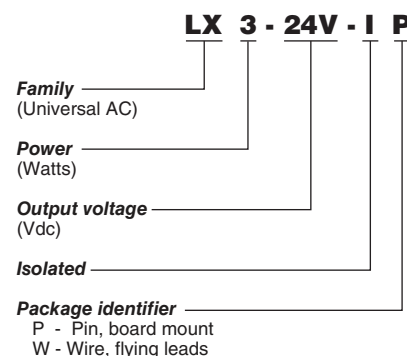 LX 3 - 24V - I P
Family
(Universal AC)
Power
(Watts)
Output voltage
(Vdc)
Isolated
Package identifier
P - Pin, board mount
W - Wire, flying leads